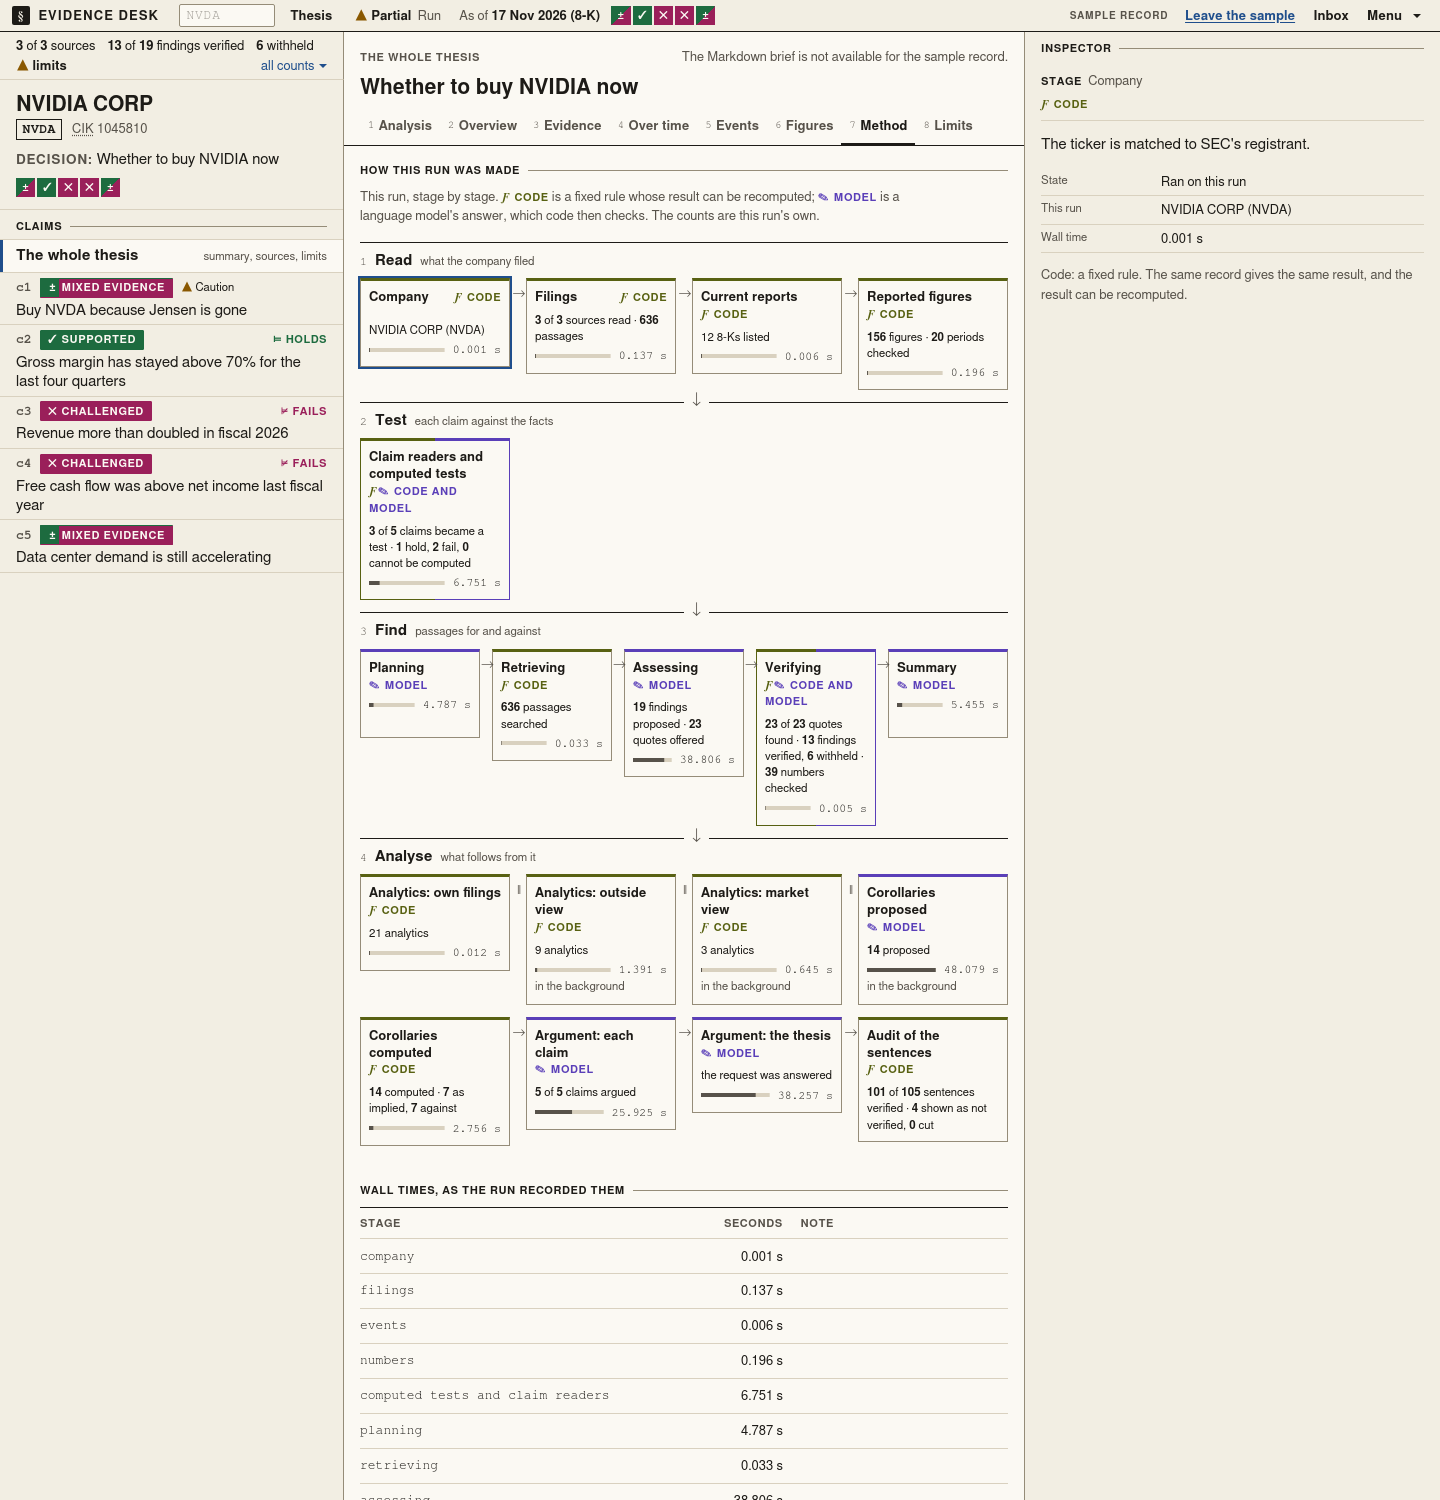 § EVIDENCE DESK NVDA Thesis Partial Run As of 17 Nov 2026 (8-K) ± ✓ ✕ ✕ ± SAMPLE RECORD Leave the sample Inbox Menu
3 of 3 sources 13 of 19 findings verified 6 withheld
limits all counts
NVIDIA CORP
NVDA CIK 1045810
DECISION: Whether to buy NVIDIA now
± ✓ ✕ ✕ ±
CLAIMS
The whole thesis summary, sources, limits
c1 ± MIXED EVIDENCE Caution
Buy NVDA because Jensen is gone
c2 ✓ SUPPORTED ⊨ HOLDS
Gross margin has stayed above 70% for the
last four quarters
c3 ✕ CHALLENGED ⊭ FAILS
Revenue more than doubled in fiscal 2026
c4 ✕ CHALLENGED ⊭ FAILS
Free cash flow was above net income last fiscal
year
c5 ± MIXED EVIDENCE
Data center demand is still accelerating
THE WHOLE THESIS The Markdown brief is not available for the sample record.
Whether to buy NVIDIA now
1 Analysis 2 Overview 3 Evidence 4 Over time 5 Events 6 Figures 7 Method 8 Limits
HOW THIS RUN WAS MADE
This run, stage by stage. F CODE is a fixed rule whose result can be recomputed; ✎ MODEL is a
language model's answer, which code then checks. The counts are this run's own.
1 Read what the company filed
Company F CODE
NVIDIA CORP (NVDA)
0.001 s
→
Filings F CODE
3 of 3 sources read · 636
passages
0.137 s
→
Current reports
F CODE
12 8-Ks listed
0.006 s
→
Reported figures
F CODE
156 figures · 20 periods
checked
0.196 s
↓
2 Test each claim against the facts
Claim readers and
computed tests
F✎ CODE AND
MODEL
3 of 5 claims became a
test · 1 hold, 2 fail, 0
cannot be computed
6.751 s
↓
3 Find passages for and against
Planning
✎ MODEL
4.787 s
→
Retrieving
F CODE
636 passages
searched
0.033 s
→
Assessing
✎ MODEL
19 findings
proposed · 23
quotes offered
38.806 s
→
Verifying
F✎ CODE AND
MODEL
23 of 23 quotes
found · 13 findings
verified, 6 withheld ·
39 numbers
checked
0.005 s
→
Summary
✎ MODEL
5.455 s
↓
4 Analyse what follows from it
Analytics: own filings
F CODE
21 analytics
0.012 s
∥
Analytics: outside
view
F CODE
9 analytics
1.391 s
in the background
∥
Analytics: market
view
F CODE
3 analytics
0.645 s
in the background
∥
Corollaries
proposed
✎ MODEL
14 proposed
48.079 s
in the background
Corollaries
computed
F CODE
14 computed · 7 as
implied, 7 against
2.756 s
→
Argument: each
claim
✎ MODEL
5 of 5 claims argued
25.925 s
→
Argument: the thesis
✎ MODEL
the request was answered
38.257 s
→
Audit of the
sentences
F CODE
101 of 105 sentences
verified · 4 shown as not
verified, 0 cut
WALL TIMES, AS THE RUN RECORDED THEM
STAGE SECONDS NOTE
company 0.001 s
filings 0.137 s
events 0.006 s
numbers 0.196 s
computed tests and claim readers 6.751 s
planning 4.787 s
retrieving 0.033 s
assessing 38.806 s
INSPECTOR
STAGE Company
F CODE
The ticker is matched to SEC's registrant.
State Ran on this run
This run NVIDIA CORP (NVDA)
Wall time 0.001 s
Code: a fixed rule. The same record gives the same result, and the
result can be recomputed.